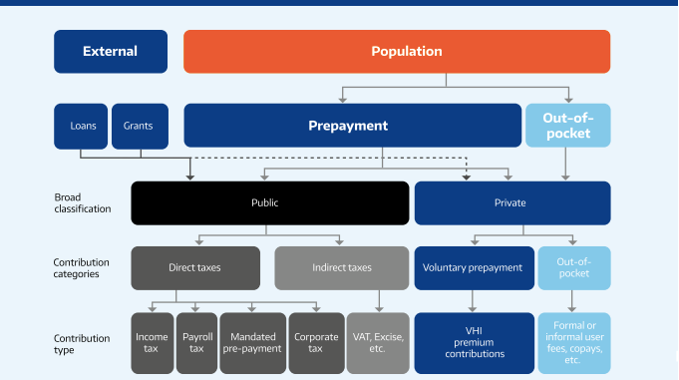 External
Population
Loans
Grants
Prepayment
Out-of-
pocket
Broad
classification
Public
Private
Contribution
categories
Direct taxes
Indirect taxes
Voluntary prepayment
Out-of-
pocket
Contribution
type
Income
tax
Payroll
tax
Mandated
pre-payment
Corporate
tax
VAT, Excise,
etc.
VHI
premium
contributions
Formal or
informal user
fees, copays,
etc.